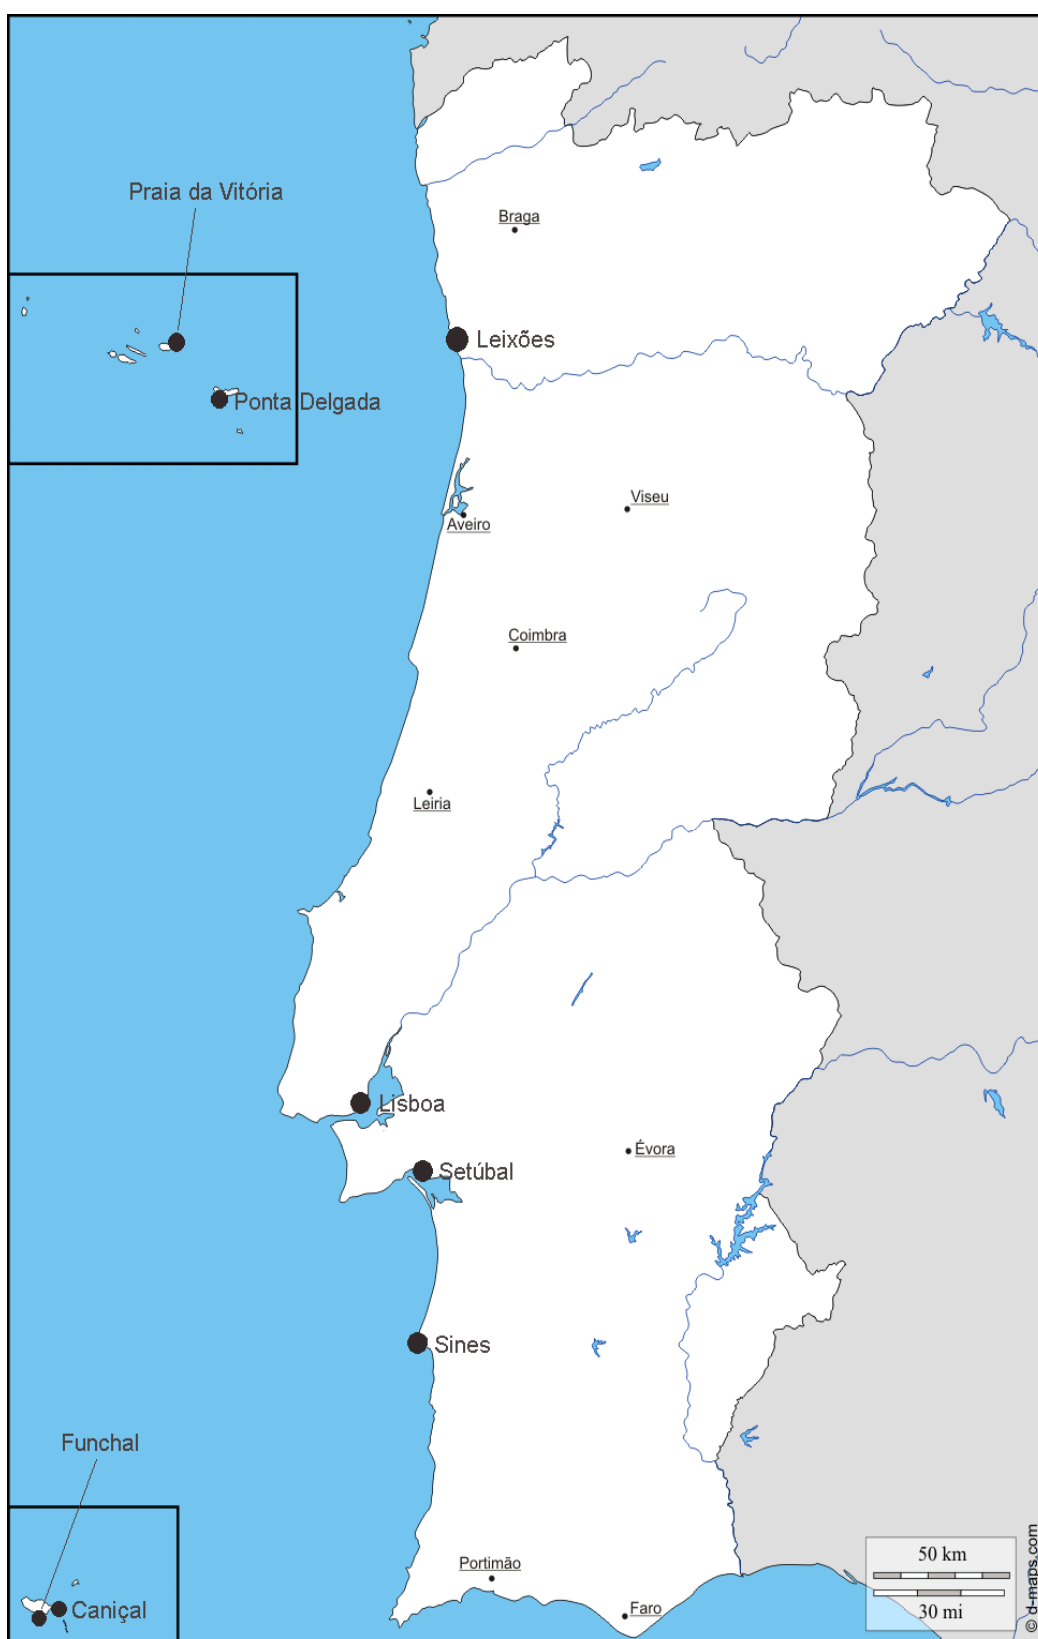 Praia da Vitória
Braga
Leixões
Ponta Delgada
Viseu
Aveiro
Coimbra
Leiria
Lisboa
Évora
Setúbal
Sines
Funchal
Portimão
Caniçal
Faro
50 km
30 mi
© d-maps.com